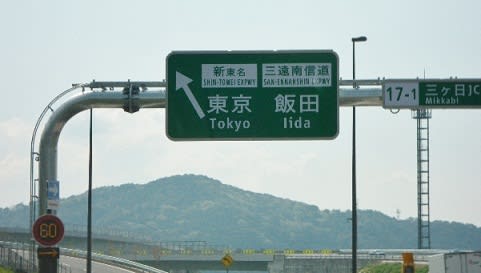 新東名 三遠南信道
SHIN-TOMEI EXPWY SAN-ENNANSHIN EXPWY
東京 飯田
Tokyo Iida
17-1 三ヶ日JC
Mikkabi
60